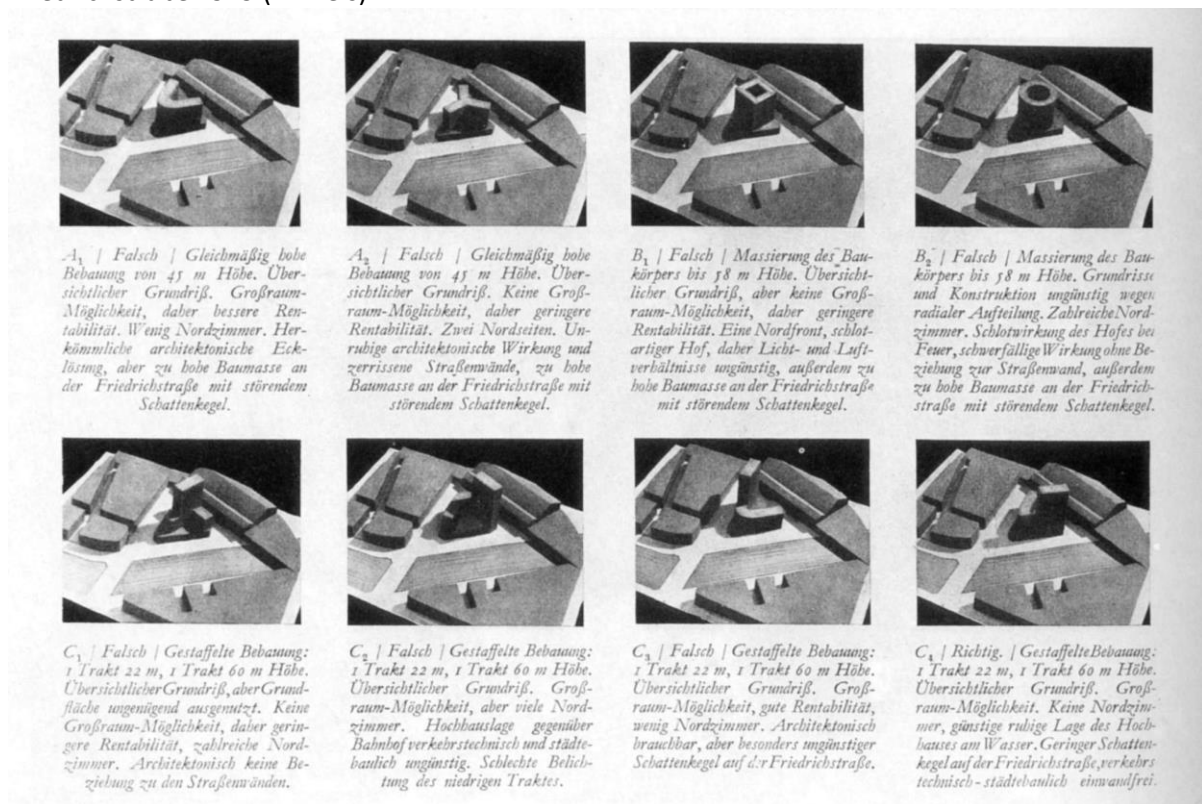 A₁ | Falsch | Gleichmäßig hohe
Bebauung von 45 m Höhe. Über-
sichtlicher Grundriß. Großraum-
Möglichkeit, daher bessere Ren-
tabilität. Wenig Nordzimmer. Her-
kömmliche architektonische Eck-
lösung, aber zu hohe Baumasse an
der Friedrichstraße mit störendem
Schattenkegel.
A₂ | Falsch | Gleichmäßig hohe
Bebauung von 45 m Höhe. Über-
sichtlicher Grundriß. Keine Groß-
raum-Möglichkeit, daher geringere
Rentabilität. Zwei Nordseiten. Un-
ruhige architektonische Wirkung und
zerrissene Straßenwände, zu hohe
Baumasse an der Friedrichstraße mit
störendem Schattenkegel.
B₁ | Falsch | Massierung des Bau-
körpers bis 58 m Höhe. Übersicht-
licher Grundriß, aber keine Groß-
raum-Möglichkeit, daher geringere
Rentabilität. Eine Nordfront, schlot-
artiger Hof, daher Licht- und Luft-
verhältnisse ungünstig, außerdem zu
hohe Baumasse an der Friedrichstraße
mit störendem Schattenkegel.
B₂ | Falsch | Massierung des Bau-
körpers bis 58 m Höhe. Grundrisse
und Konstruktion ungünstig wegen
radialer Aufteilung. Zahlreiche Nord-
zimmer. Schlotwirkung des Hofes bei
Feuer, schwerfällige Wirkung ohne Be-
ziehung zur Straßenwand, außerdem
zu hohe Baumasse an der Friedrich-
straße mit störendem Schattenkegel.
C₁ | Falsch | Gestaffelte Bebauung:
1 Trakt 22 m, 1 Trakt 60 m Höhe.
Übersichtlicher Grundriß, aber Grund-
fläche ungenügend ausgenutzt. Keine
Großraum-Möglichkeit, daher gerin-
gere Rentabilität, zahlreiche Nord-
zimmer. Architektonisch keine Be-
ziehung zu den Straßenwänden.
C₂ | Falsch | Gestaffelte Bebauung:
1 Trakt 22 m, 1 Trakt 60 m Höhe.
Übersichtlicher Grundriß. Groß-
raum-Möglichkeit, aber viele Nord-
zimmer. Hochhauslage gegenüber
Bahnhof verkehrstechnisch und städte-
baulich ungünstig. Schlechte Belich-
tung des niedrigen Traktes.
C₃ | Falsch | Gestaffelte Bebauung:
1 Trakt 22 m, 1 Trakt 60 m Höhe.
Übersichtlicher Grundriß. Groß-
raum-Möglichkeit, gute Rentabilität,
wenig Nordzimmer. Architektonisch
brauchbar, aber besonders ungünstiger
Schattenkegel auf der Friedrichstraße.
C₄ | Richtig. | Gestaffelte Bebauung:
1 Trakt 22 m, 1 Trakt 60 m Höhe.
Übersichtlicher Grundriß. Groß-
raum-Möglichkeit. Keine Nordzim-
mer, günstige ruhige Lage des Hoch-
hauses am Wasser. Geringer Schatten-
kegel auf der Friedrichstraße, verkehrs
technisch-städtebaulich einwandfrei.